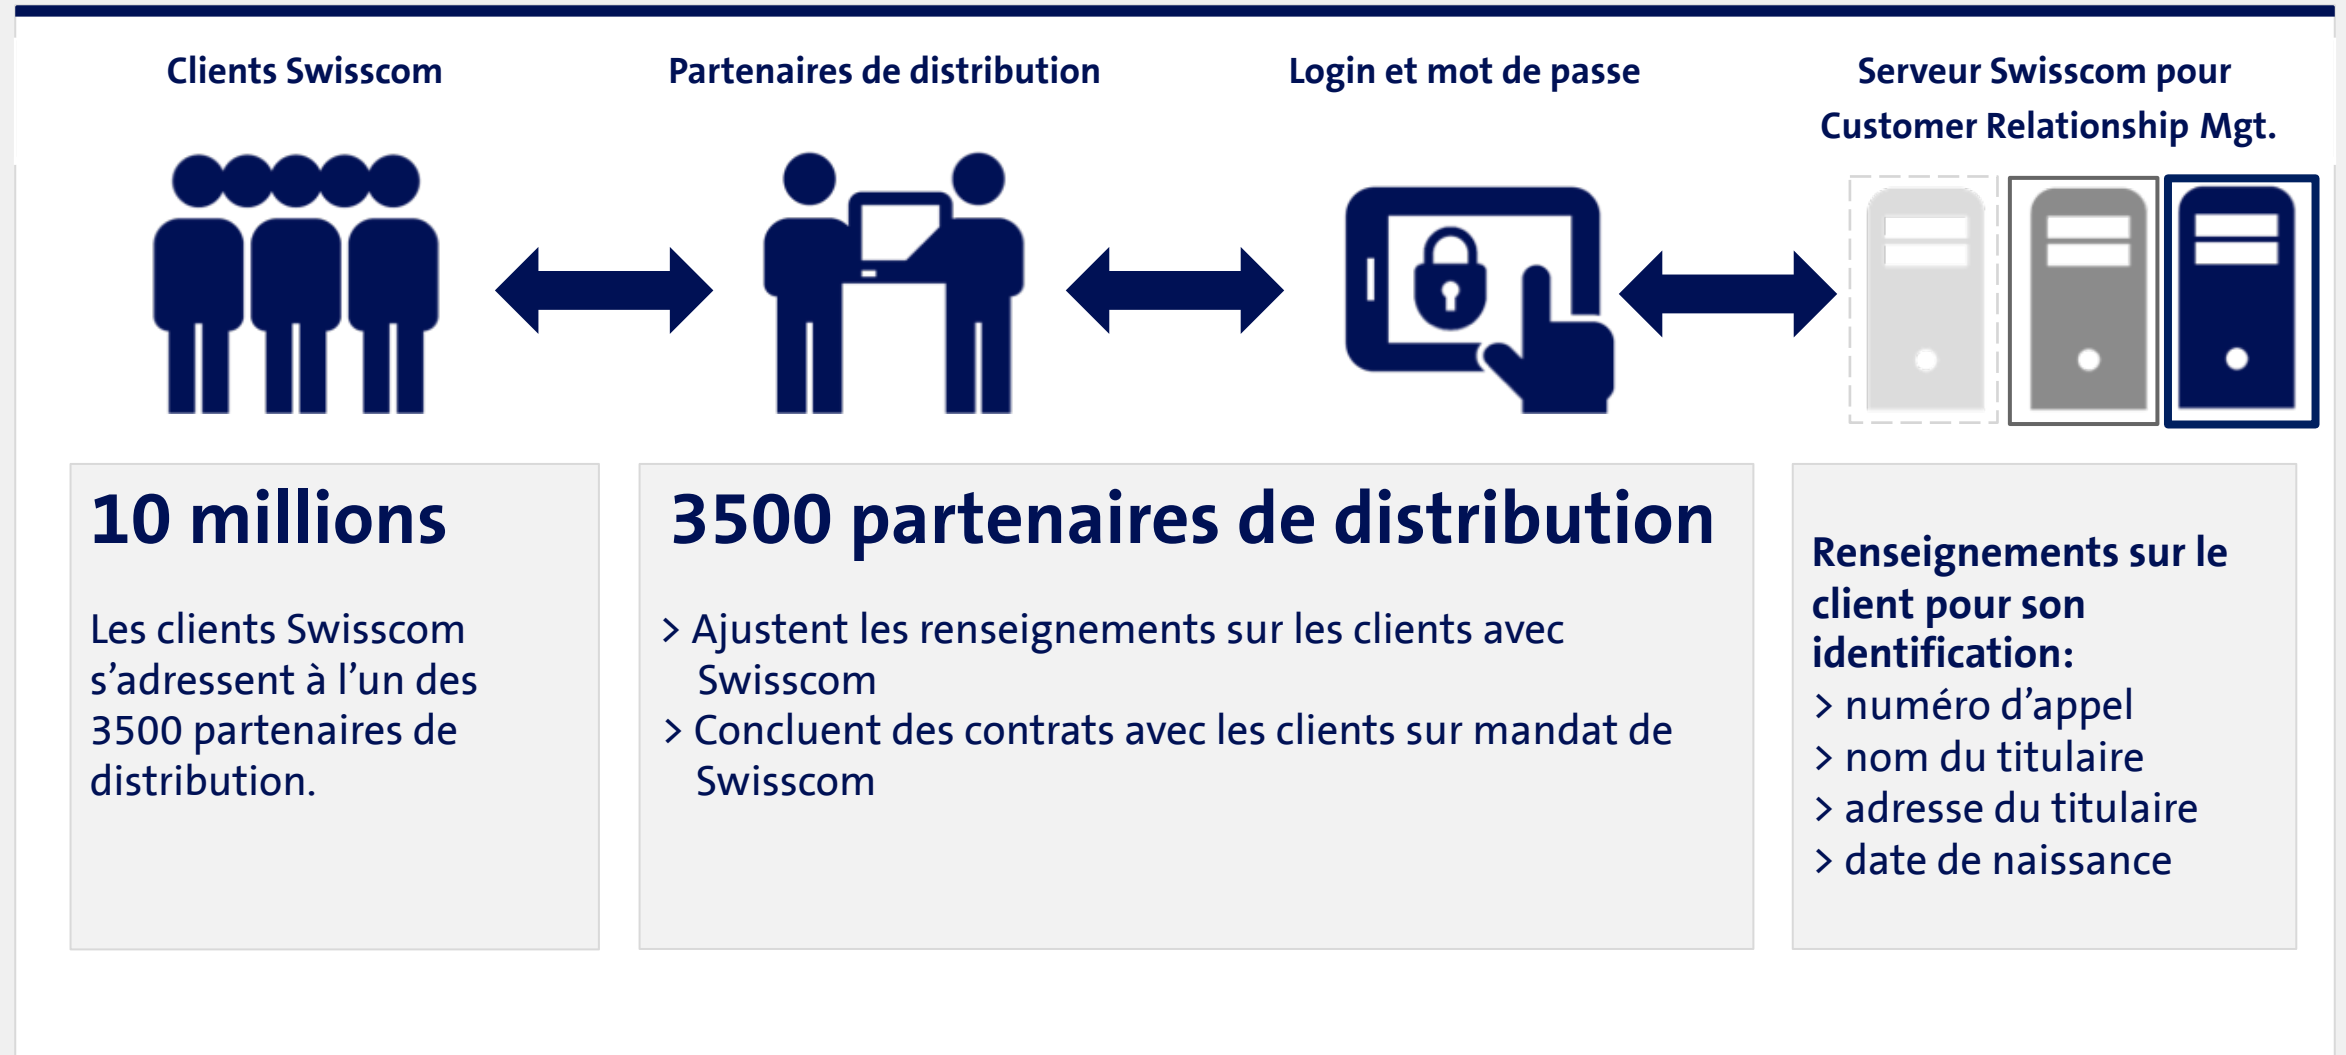 Clients Swisscom
Partenaires de distribution
Login et mot de passe
Serveur Swisscom pour
Customer Relationship Mgt.
10 millions
Les clients Swisscom
s’adressent à l’un des
3500 partenaires de
distribution.
3500 partenaires de distribution
> Ajustent les renseignements sur les clients avec
Swisscom
> Concluent des contrats avec les clients sur mandat de
Swisscom
Renseignements sur le
client pour son
identification:
> numéro d’appel
> nom du titulaire
> adresse du titulaire
> date de naissance